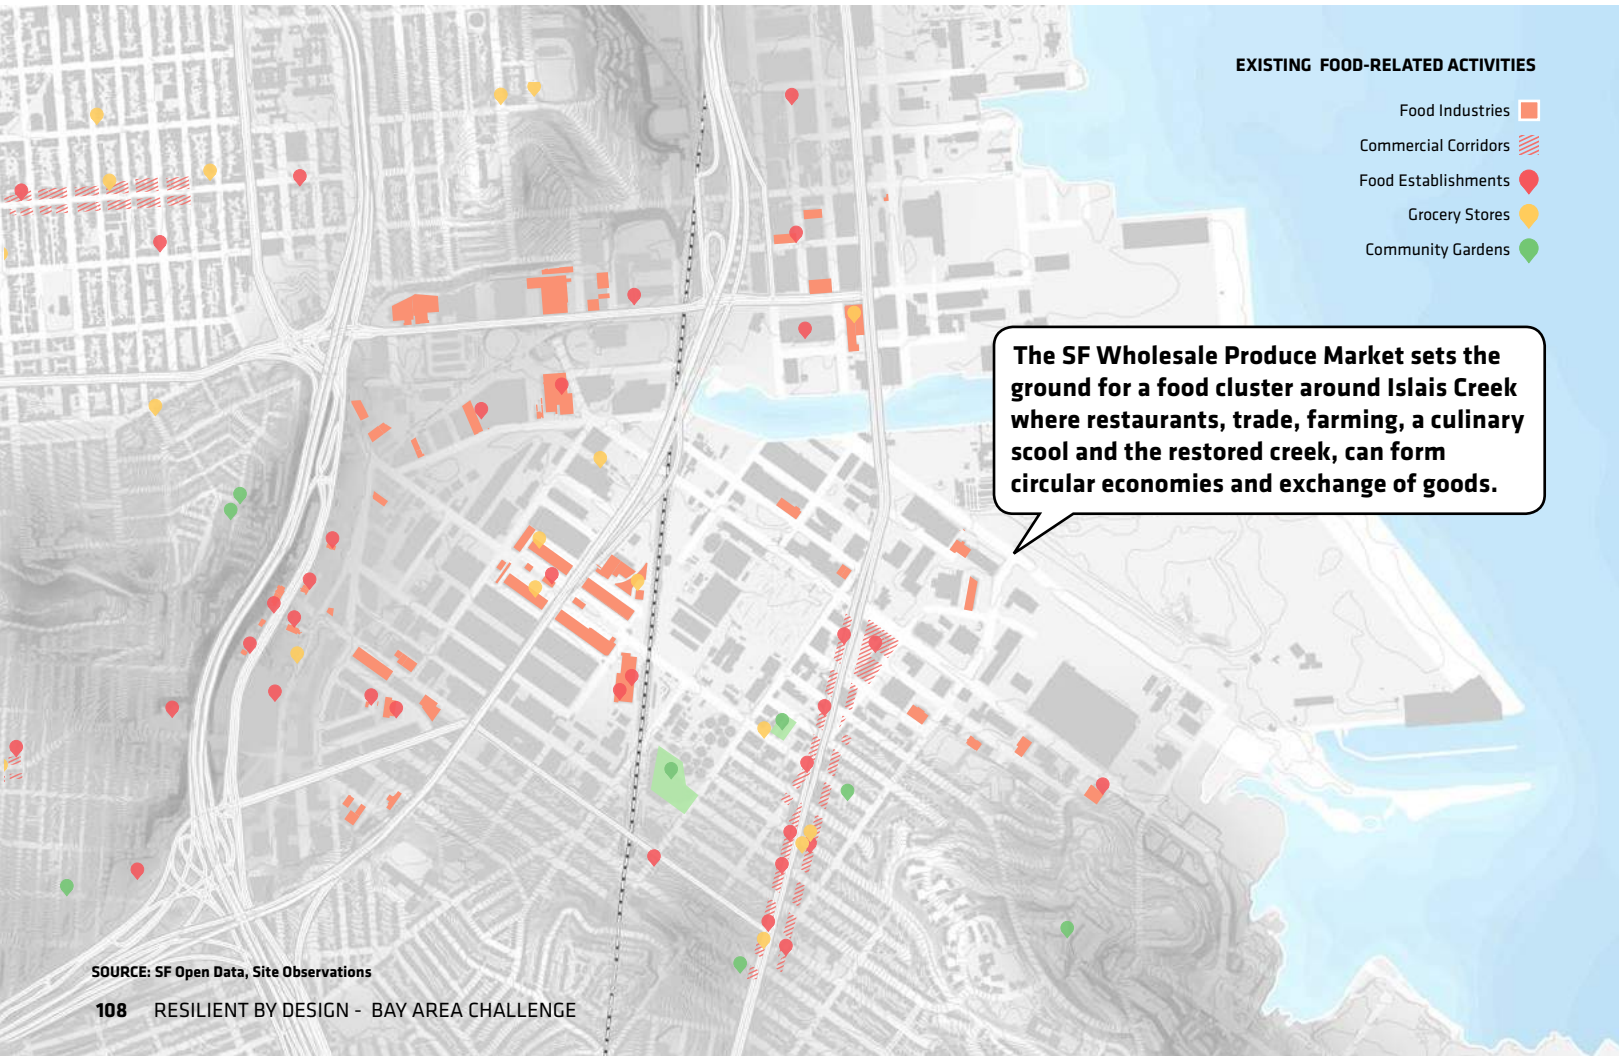 EXISTING FOOD-RELATED ACTIVITIES
Food Industries
Commercial Corridors
Food Establishments
Grocery Stores
Community Gardens
The SF Wholesale Produce Market sets the
ground for a food cluster around Islais Creek
where restaurants, trade, farming, a culinary
scool and the restored creek, can form
circular economies and exchange of goods.
SOURCE: SF Open Data, Site Observations
108 RESILIENT BY DESIGN - BAY AREA CHALLENGE